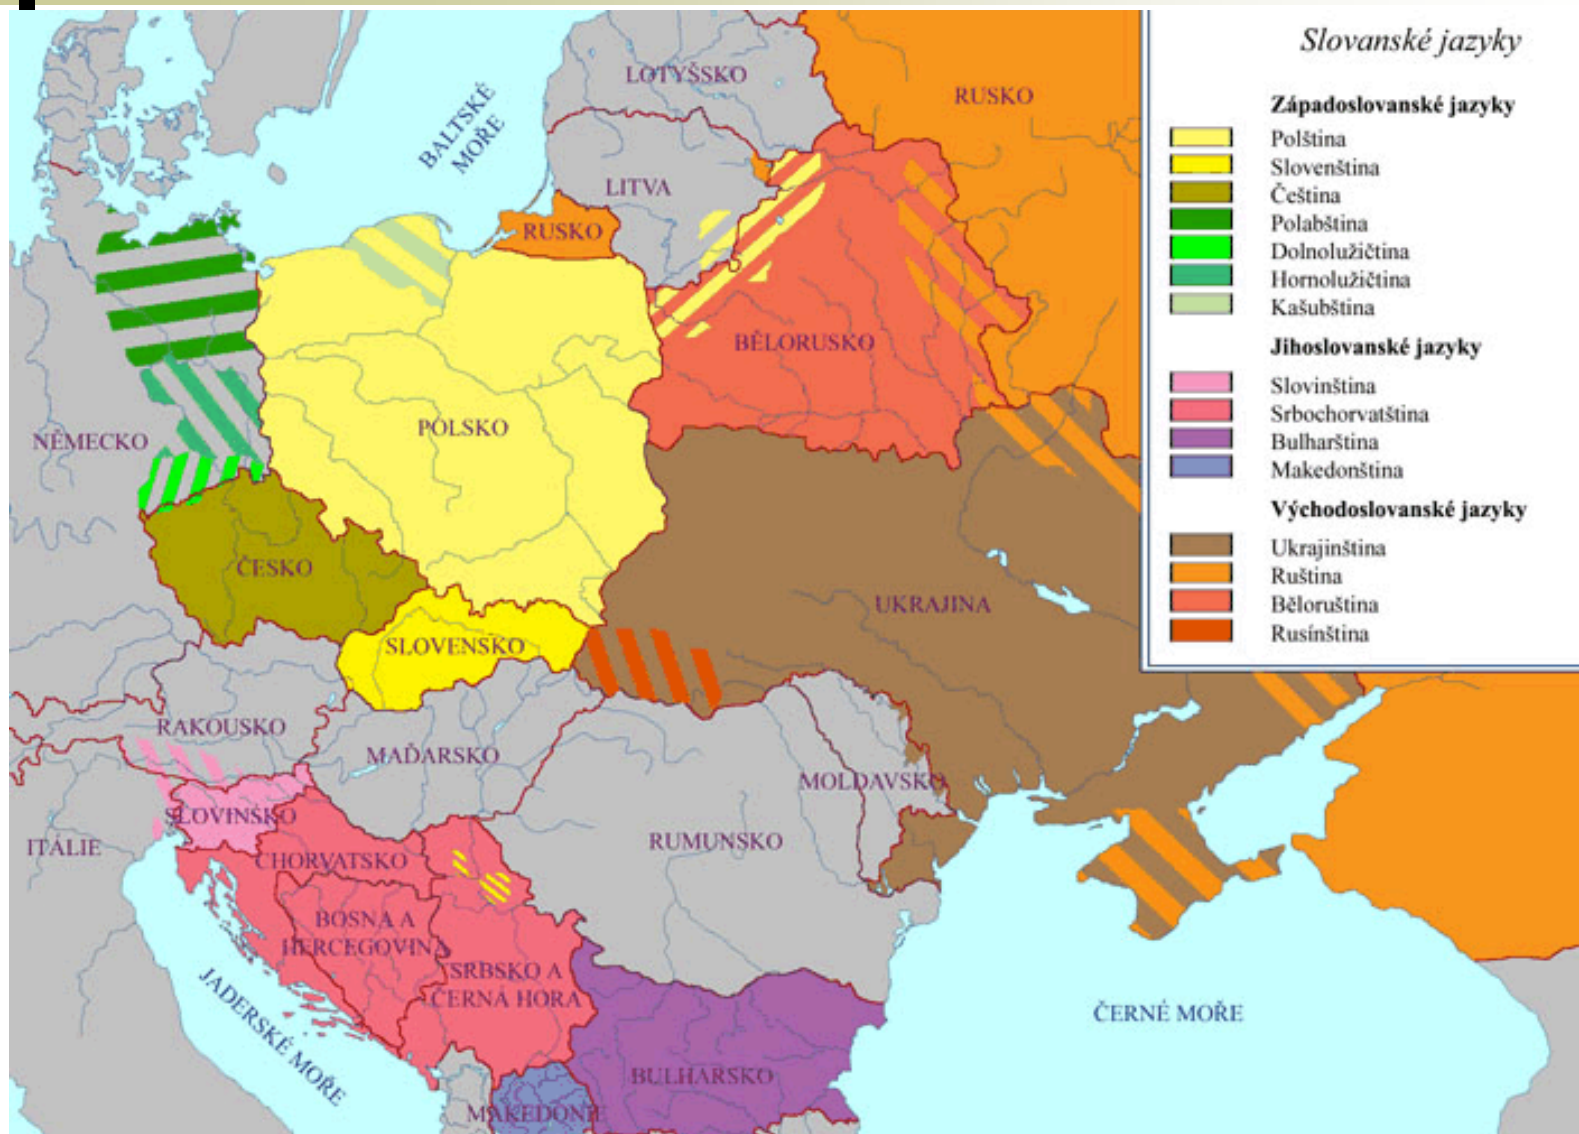 Slovanské jazyky
Západoslovanské jazyky
Polština
Slovenština
Čeština
Polabština
Dolnolužičtina
Hornolužičtina
Kašubština
Jihoslovanské jazyky
Slovinština
Srbochorvatština
Bulharština
Makedonština
Východoslovanské jazyky
Ukrajinština
Ruština
Běloruština
Rusínština
LOTYŠSKO
RUSKO
BALTSKÉ
MOŘE
LITVA
RUSKO
BĚLORUSKO
NĚMECKO
POLSKO
ČESKO
UKRAJINA
SLOVENSKO
RAKOUSKO
MAĎARSKO
MOLDAVSKO
SLOVINSKO
ITÁLIE
CHORVATSKO
RUMUNSKO
BOSNA A
HERCEGOVINA
SRBSKO A
ČERNÁ HORA
JADERSKÉ MOŘE
ČERNÉ MOŘE
BULHARSKO
MAKEDONIE